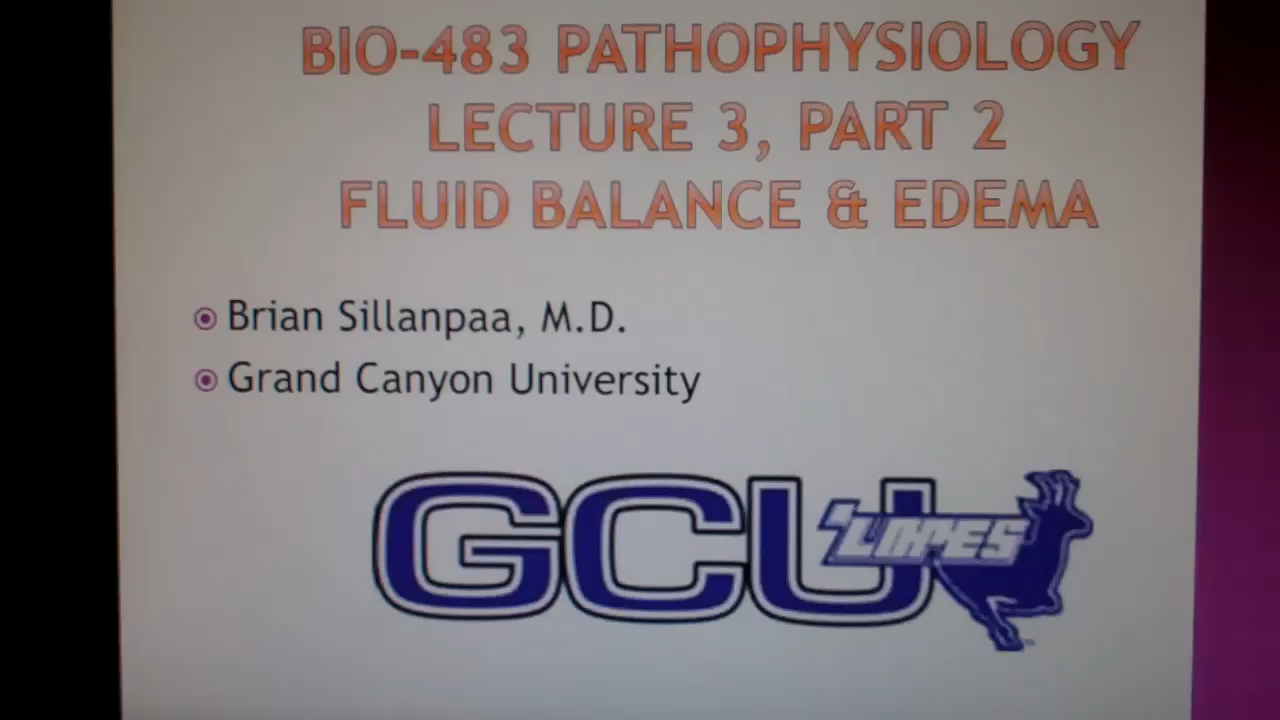 BIO-483 PATHOPHYSIOLOGY
LECTURE 3, PART 2
FLUID BALANCE & EDEMA
Brian Sillanpaa, M.D.
Grand Canyon University
GCU
'LOPES